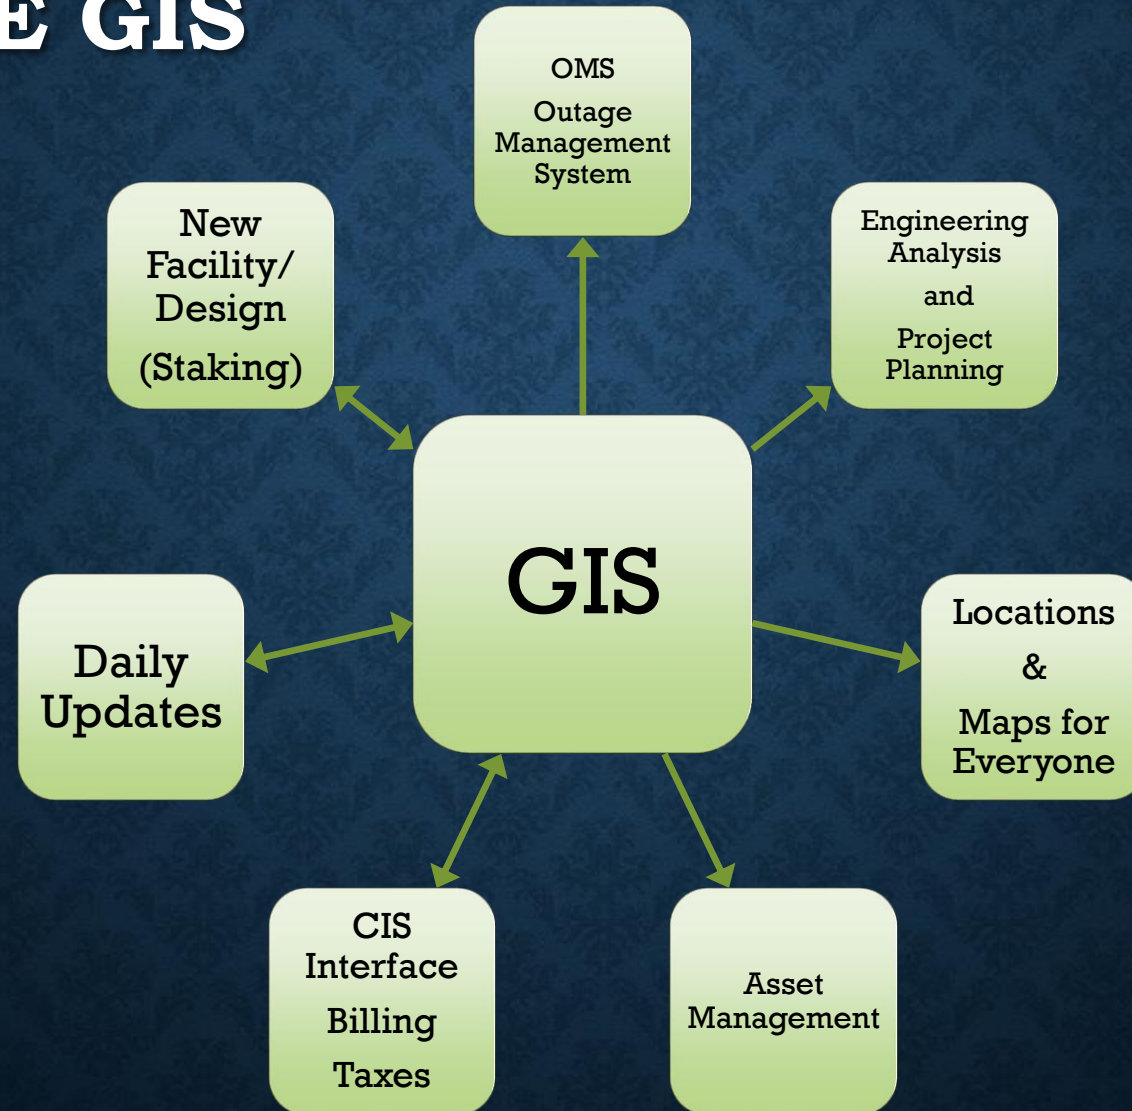 E GIS
OMS
Outage
Management
System
New
Facility/
Design
(Staking)
Engineering
Analysis
and
Project
Planning
GIS
Daily
Updates
Locations
&
Maps for
Everyone
CIS
Interface
Billing
Taxes
Asset
Management